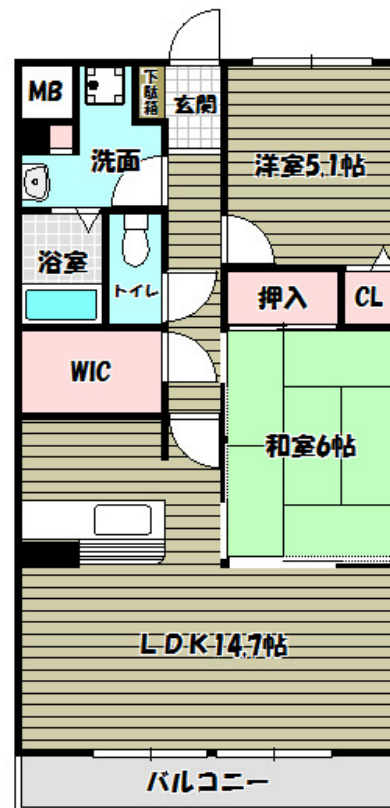 MB
下駄箱
玄関
洗面
洋室5.1帖
浴室
トイレ
押入
CL
WIC
和室6帖
LDK14.7帖
バルコニー